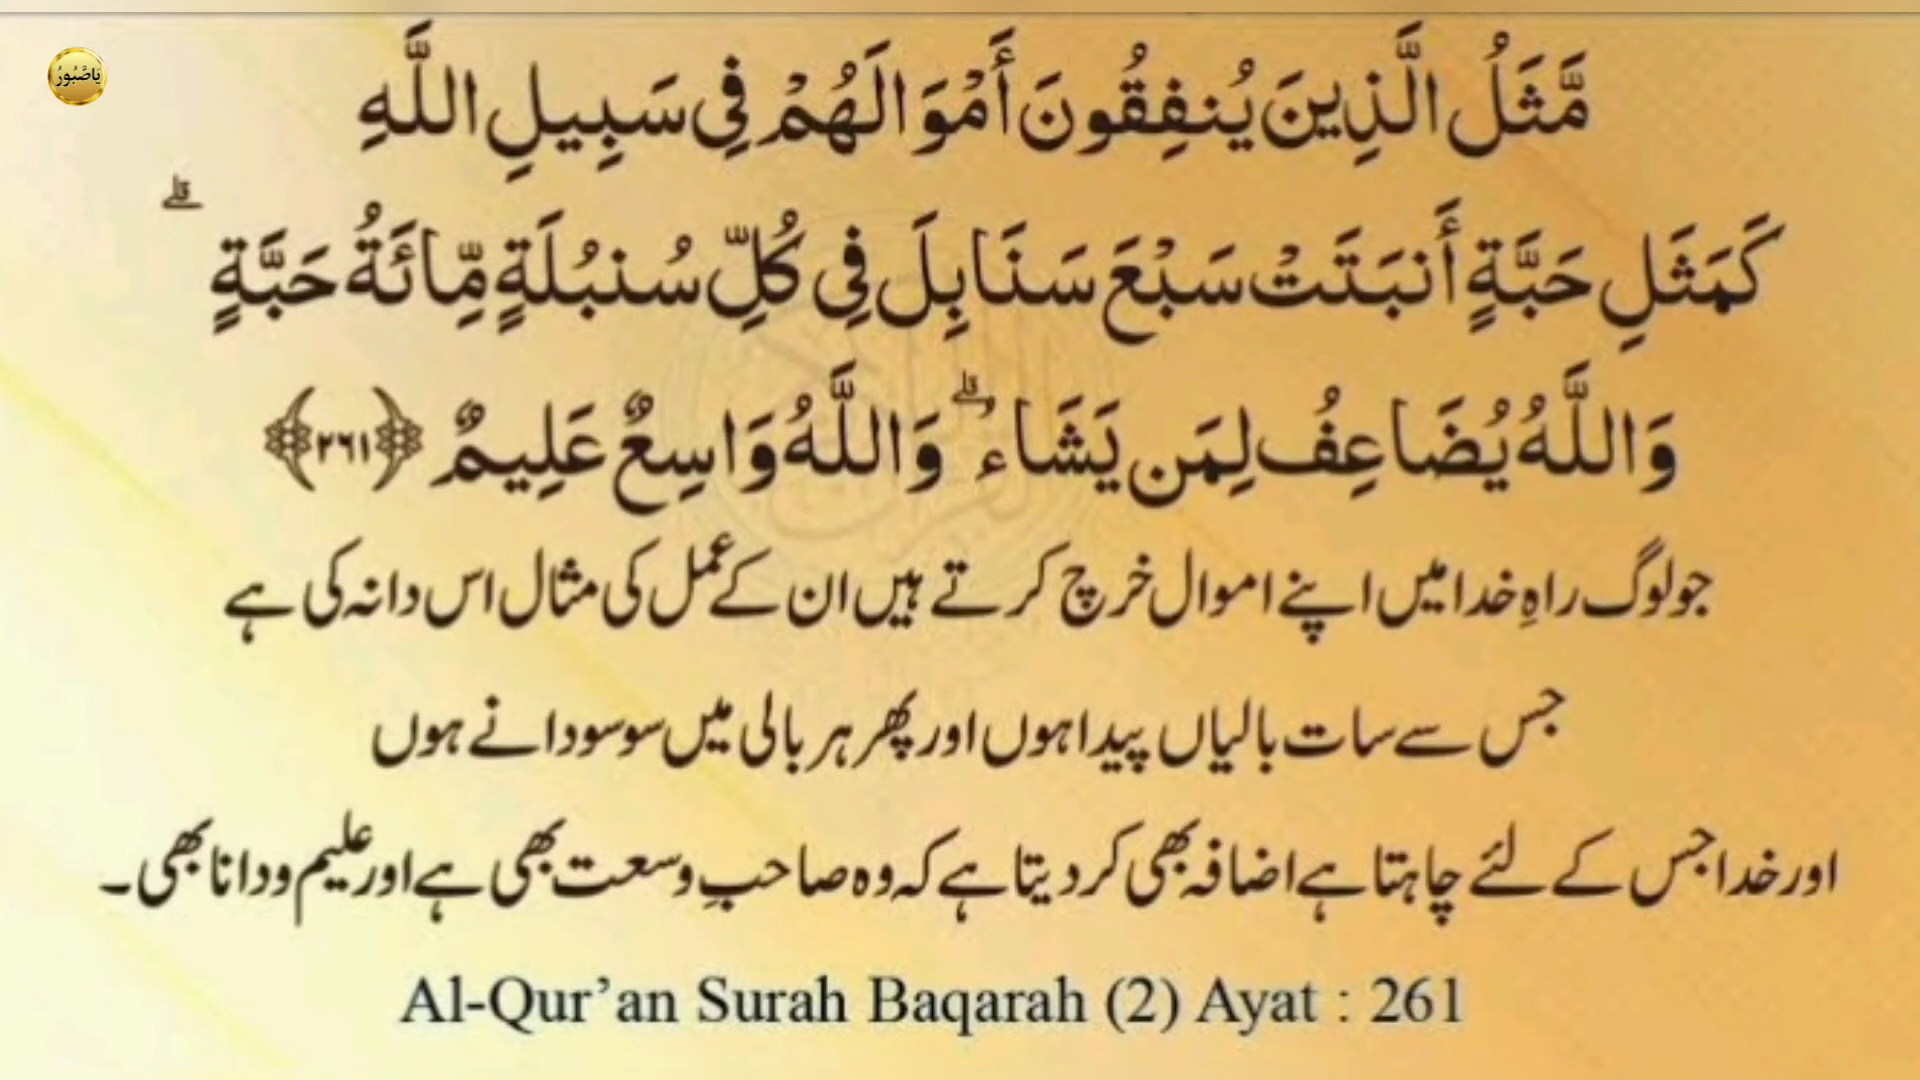 يَاصَبُورُ
مَّثَلُ الَّذِينَ يُنفِقُونَ أَمْوَالَهُمْ فِي سَبِيلِ اللَّهِ
كَمَثَلِ حَبَّةٍ أَنبَتَتْ سَبْعَ سَنَابِلَ فِي كُلِّ سُنبُلَةٍ مِّائَةُ حَبَّةٍ ۗ
وَاللَّهُ يُضَاعِفُ لِمَن يَشَاءُ ۗ وَاللَّهُ وَاسِعٌ عَلِيمٌ ﴿٢٦١﴾
جو لوگ راہِ خدا میں اپنے اموال خرچ کرتے ہیں ان کے عمل کی مثال اس دانہ کی ہے
جس سے سات بالیاں پیدا ہوں اور پھر ہر بالی میں سو سو دانے ہوں
اور خدا جس کے لئے چاہتا ہے اضافہ بھی کردیتا ہے کہ وہ صاحبِ وسعت بھی ہے اور علیم و دانا بھی۔
Al-Qur’an Surah Baqarah (2) Ayat : 261